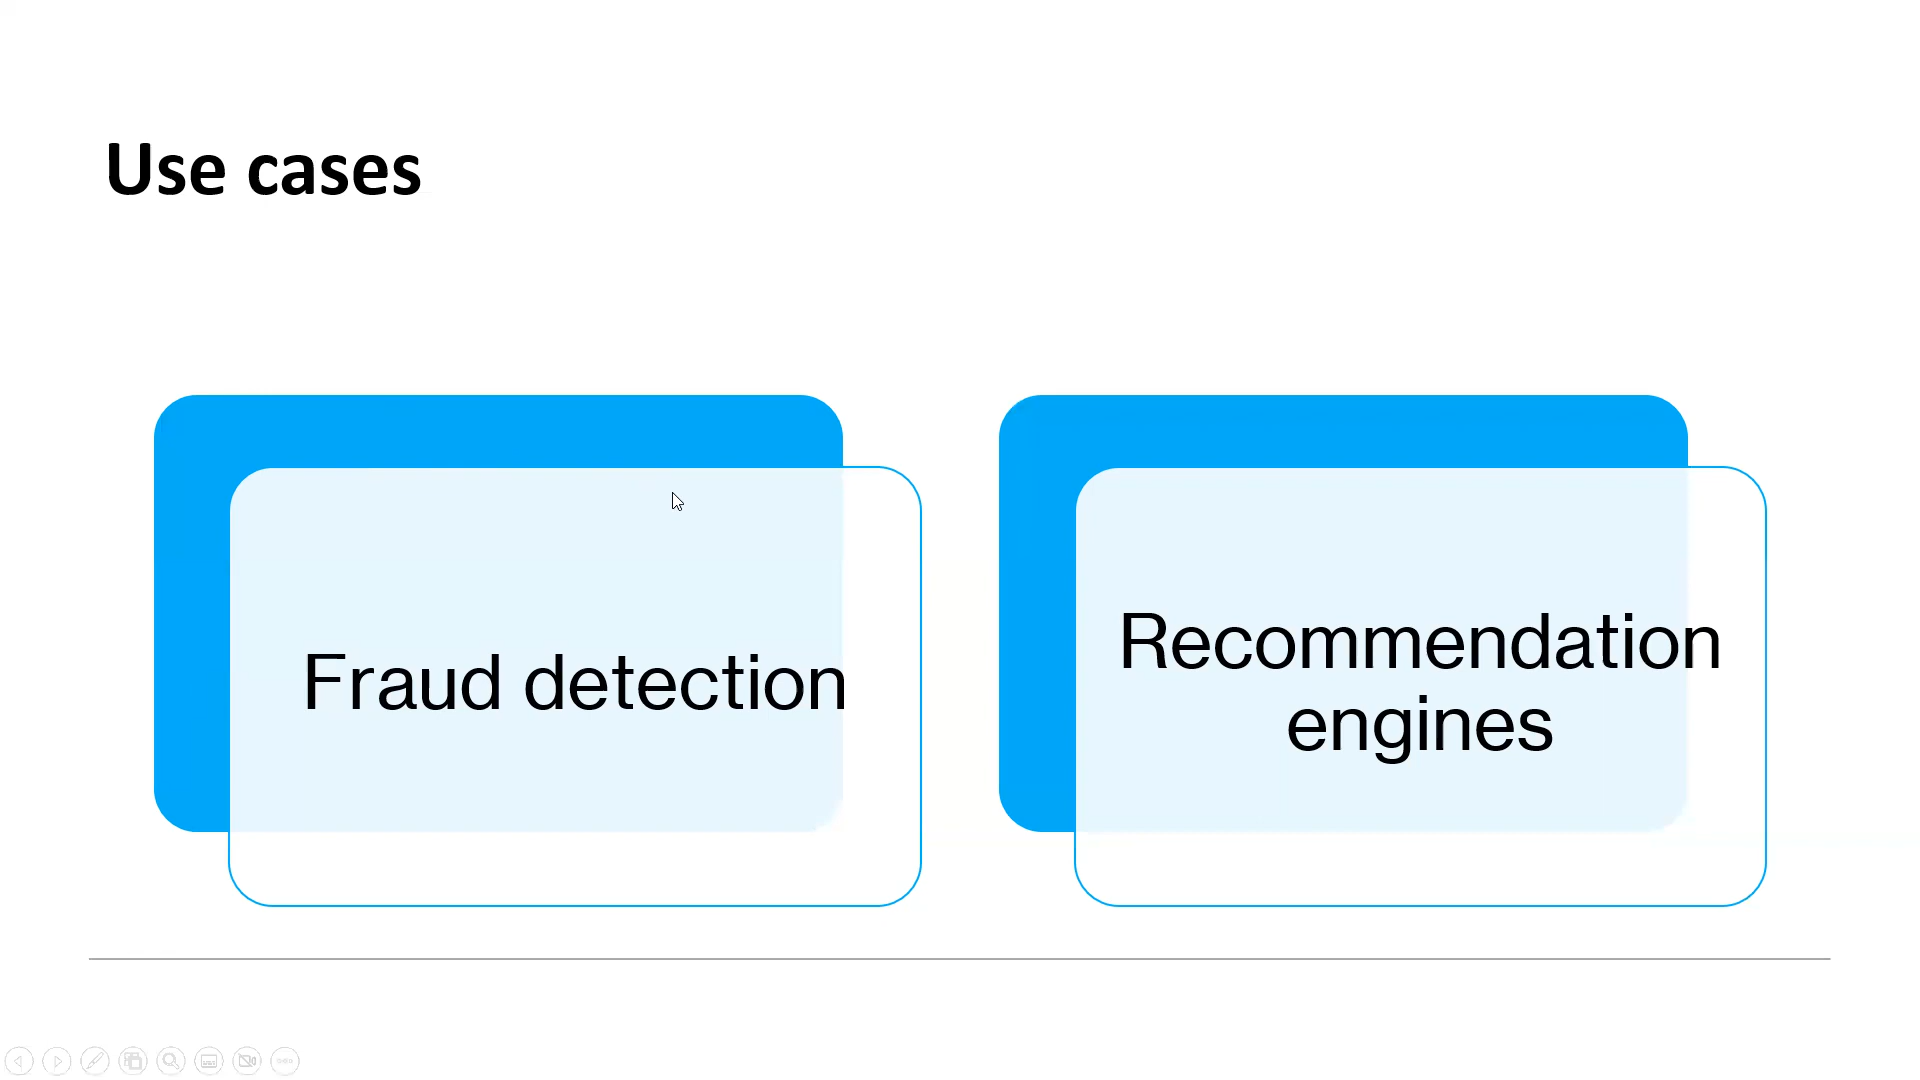 Use cases
Fraud detection
Recommendation
engines